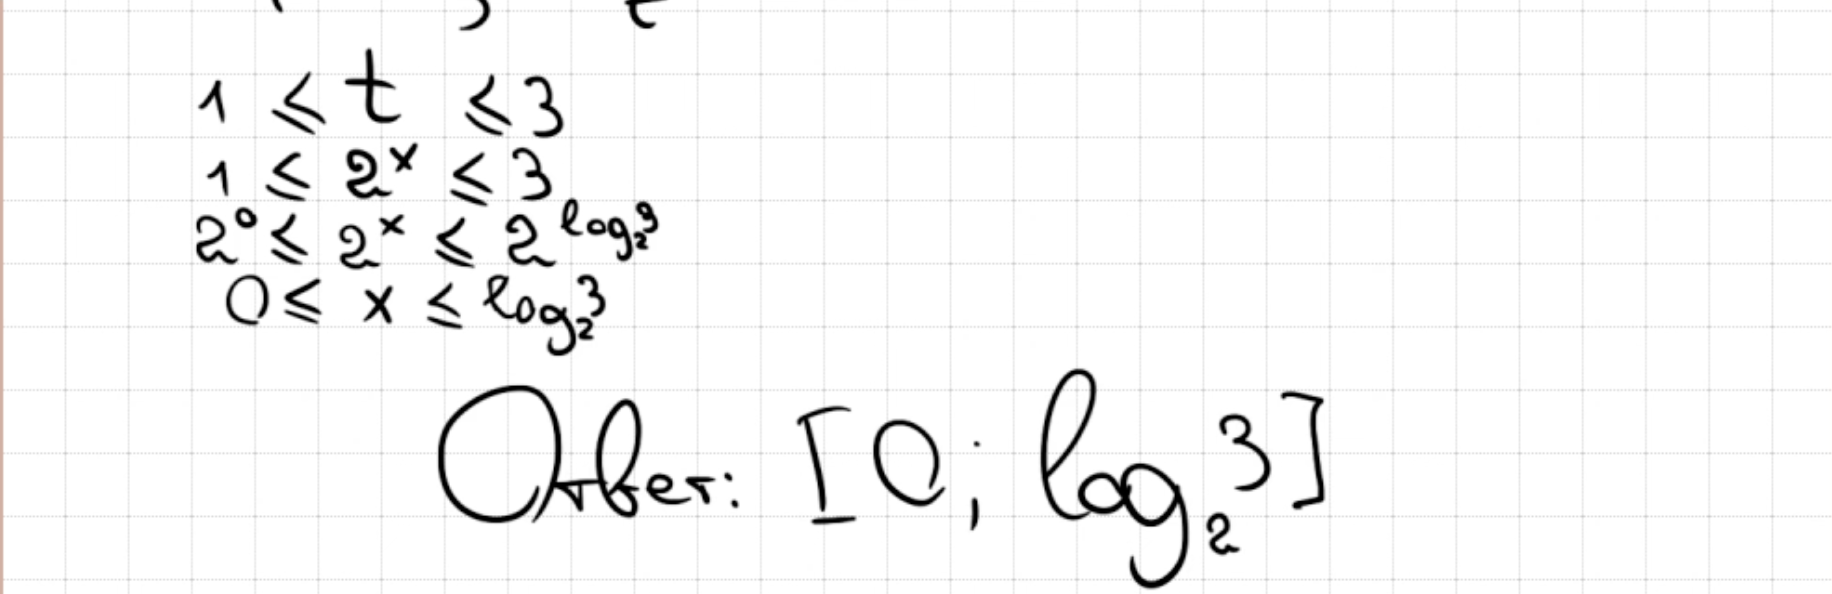 1 ≤ t ≤ 3
1 ≤ 2^x ≤ 3
2^0 ≤ 2^x ≤ 2^{log_2 3}
0 ≤ x ≤ log_2 3
Ответ: [0; log_2 3]